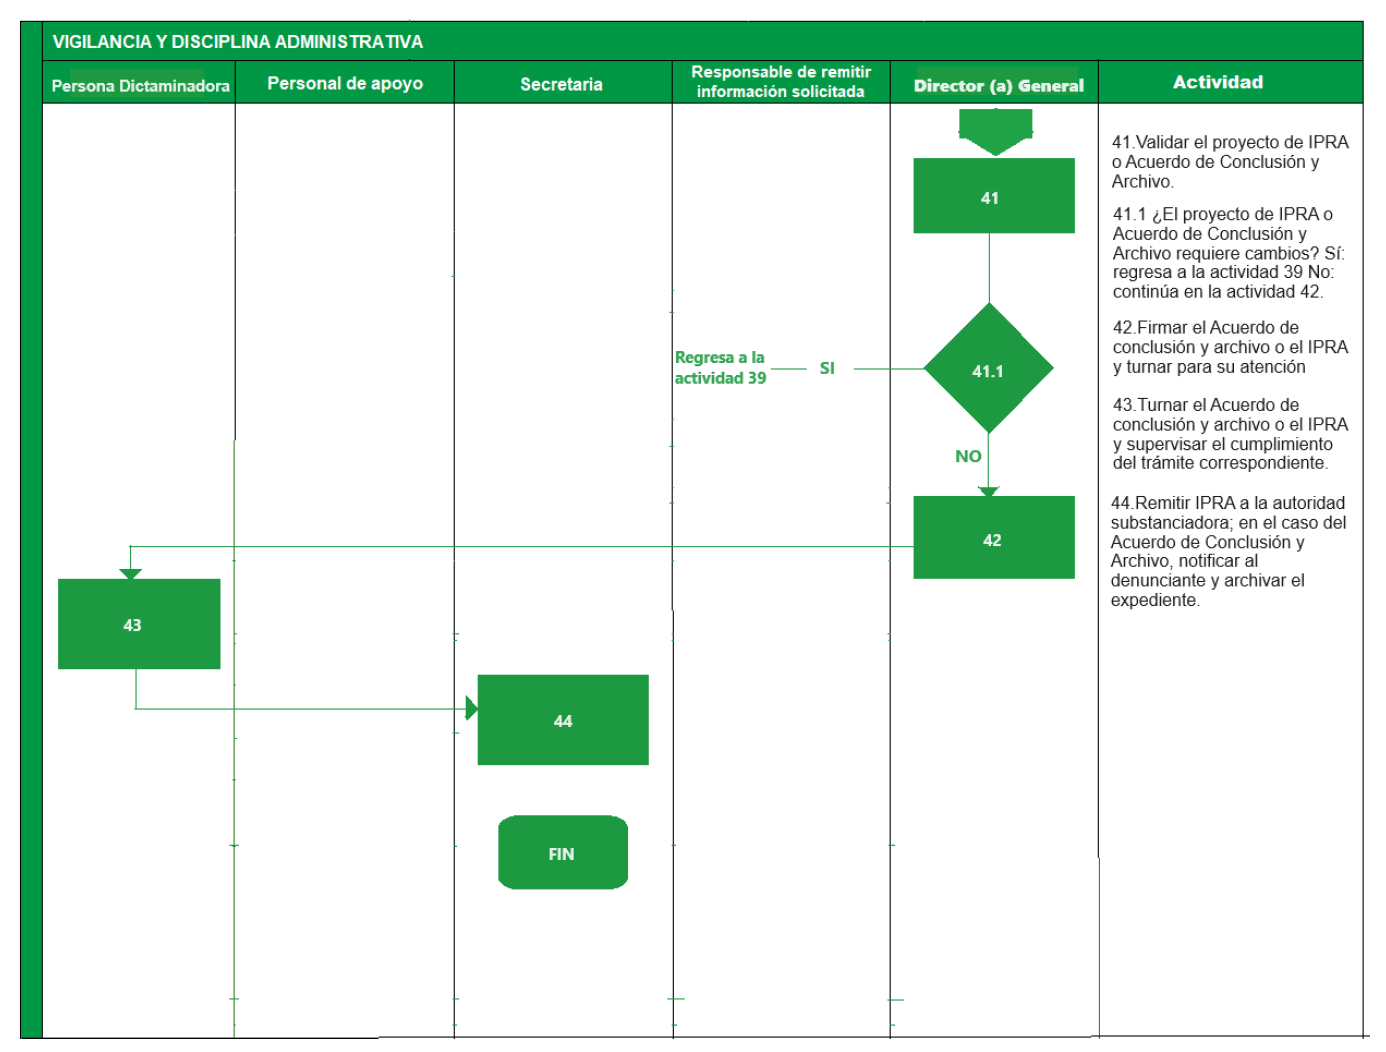 VIGILANCIA Y DISCIPLINA ADMINISTRATIVA
Persona Dictaminadora
Personal de apoyo
Secretaria
Responsable de remitir
información solicitada
Director (a) General
Actividad
41
41.1
Regresa a la
actividad 39
SI
NO
42
43
44
FIN
41.Validar el proyecto de IPRA
o Acuerdo de Conclusión y
Archivo.
41.1 ¿El proyecto de IPRA o
Acuerdo de Conclusión y
Archivo requiere cambios? Sí:
regresa a la actividad 39 No:
continúa en la actividad 42.
42.Firmar el Acuerdo de
conclusión y archivo o el IPRA
y turnar para su atención
43.Turnar el Acuerdo de
conclusión y archivo o el IPRA
y supervisar el cumplimiento
del trámite correspondiente.
44.Remitir IPRA a la autoridad
substanciadora; en el caso del
Acuerdo de Conclusión y
Archivo, notificar al
denunciante y archivar el
expediente.